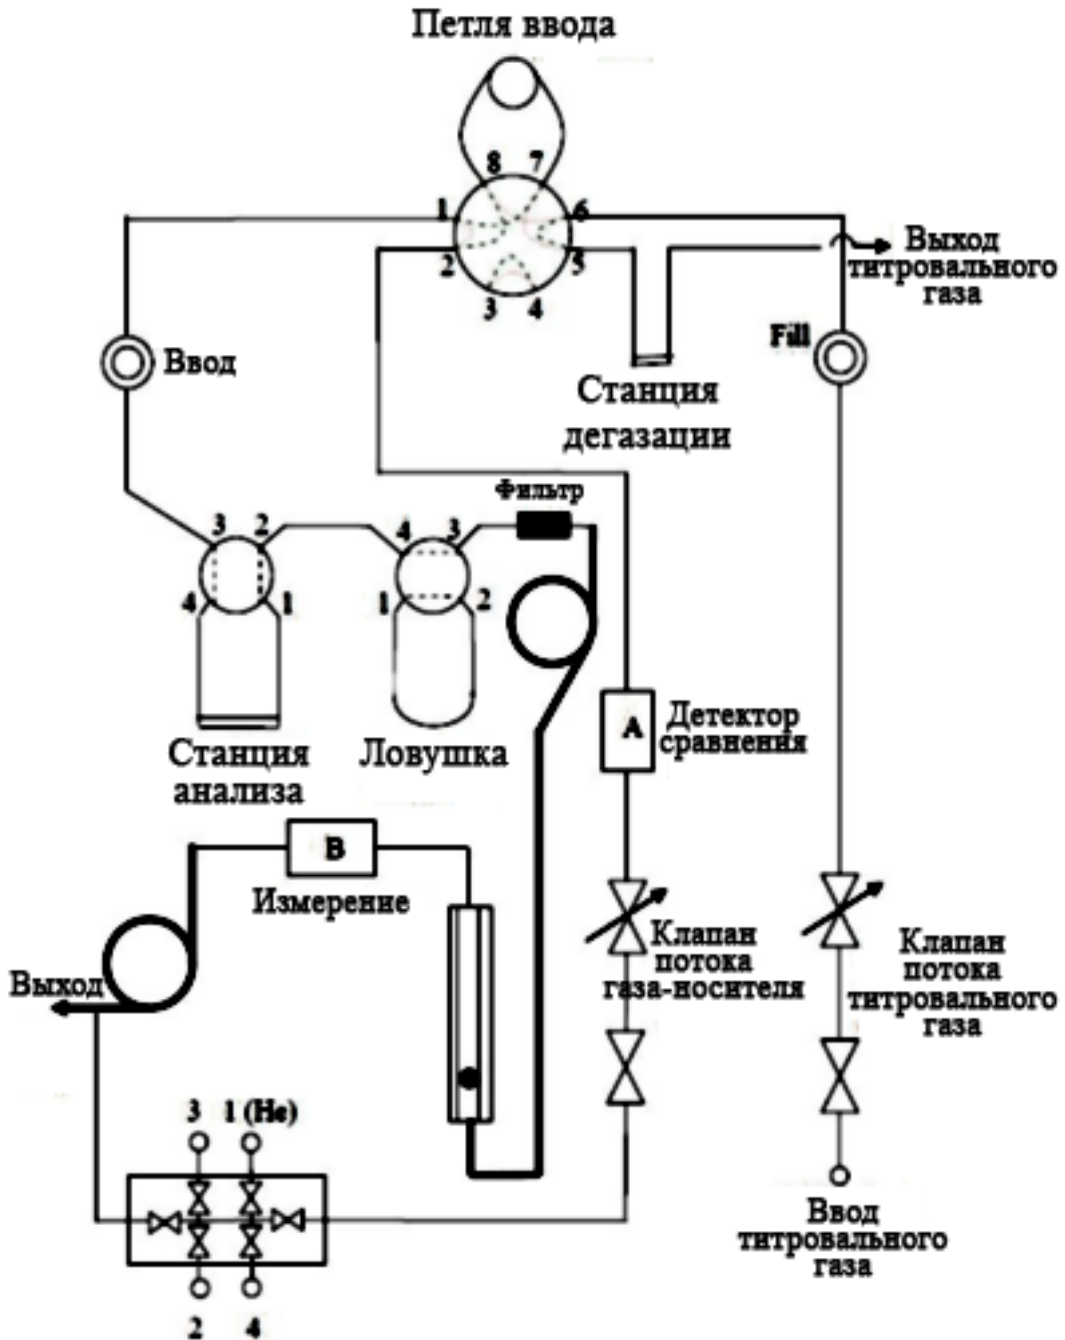 Петля ввода
8 7
1 6
2 5
3 4
Выход
титровального
газа
Ввод
Fill
Станция
дегазации
Фильтр
3 2
4 3
4 1
1 2
Станция
анализа
Ловушка
А
Детектор
сравнения
В
Измерение
Клапан
потока
газа-носителя
Клапан
потока
титровального
газа
Выход
3 1 (He)
2 4
Ввод
титровального
газа